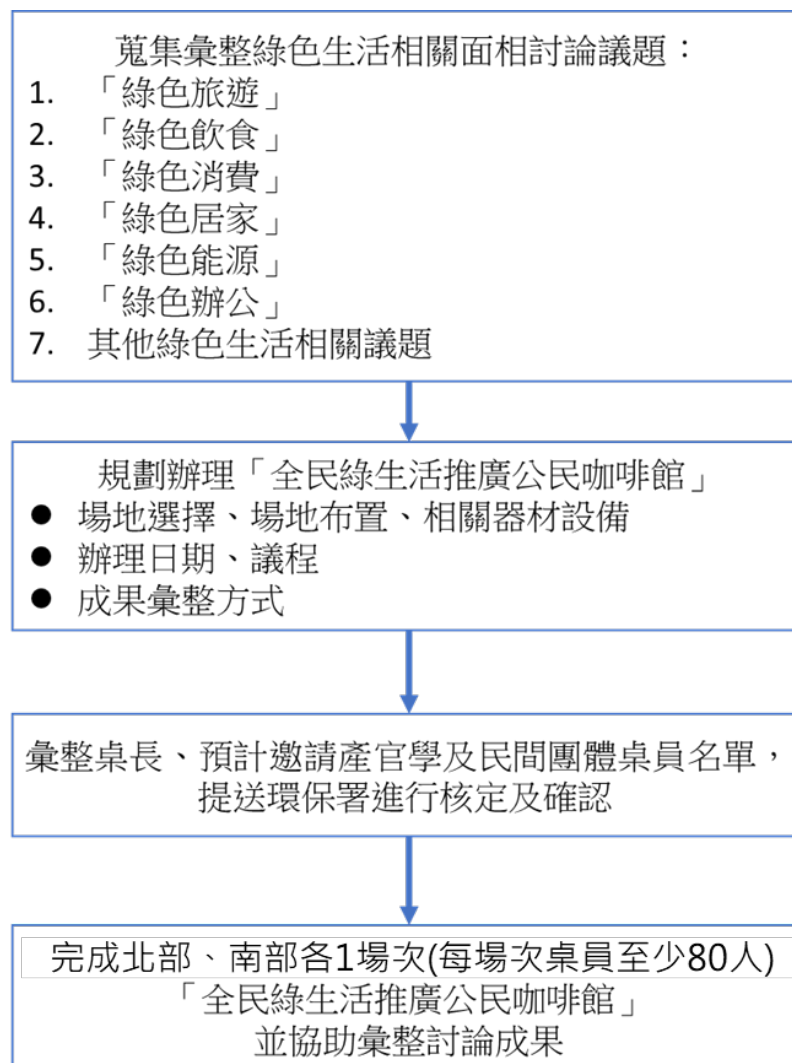 蒐集彙整綠色生活相關面相討論議題：
1. 「綠色旅遊」
2. 「綠色飲食」
3. 「綠色消費」
4. 「綠色居家」
5. 「綠色能源」
6. 「綠色辦公」
7. 其他綠色生活相關議題
規劃辦理「全民綠生活推廣公民咖啡館」
● 場地選擇、場地布置、相關器材設備
● 辦理日期、議程
● 成果彙整方式
彙整桌長、預計邀請產官學及民間團體桌員名單，
提送環保署進行核定及確認
完成北部、南部各1場次(每場次桌員至少80人)
「全民綠生活推廣公民咖啡館」
並協助彙整討論成果